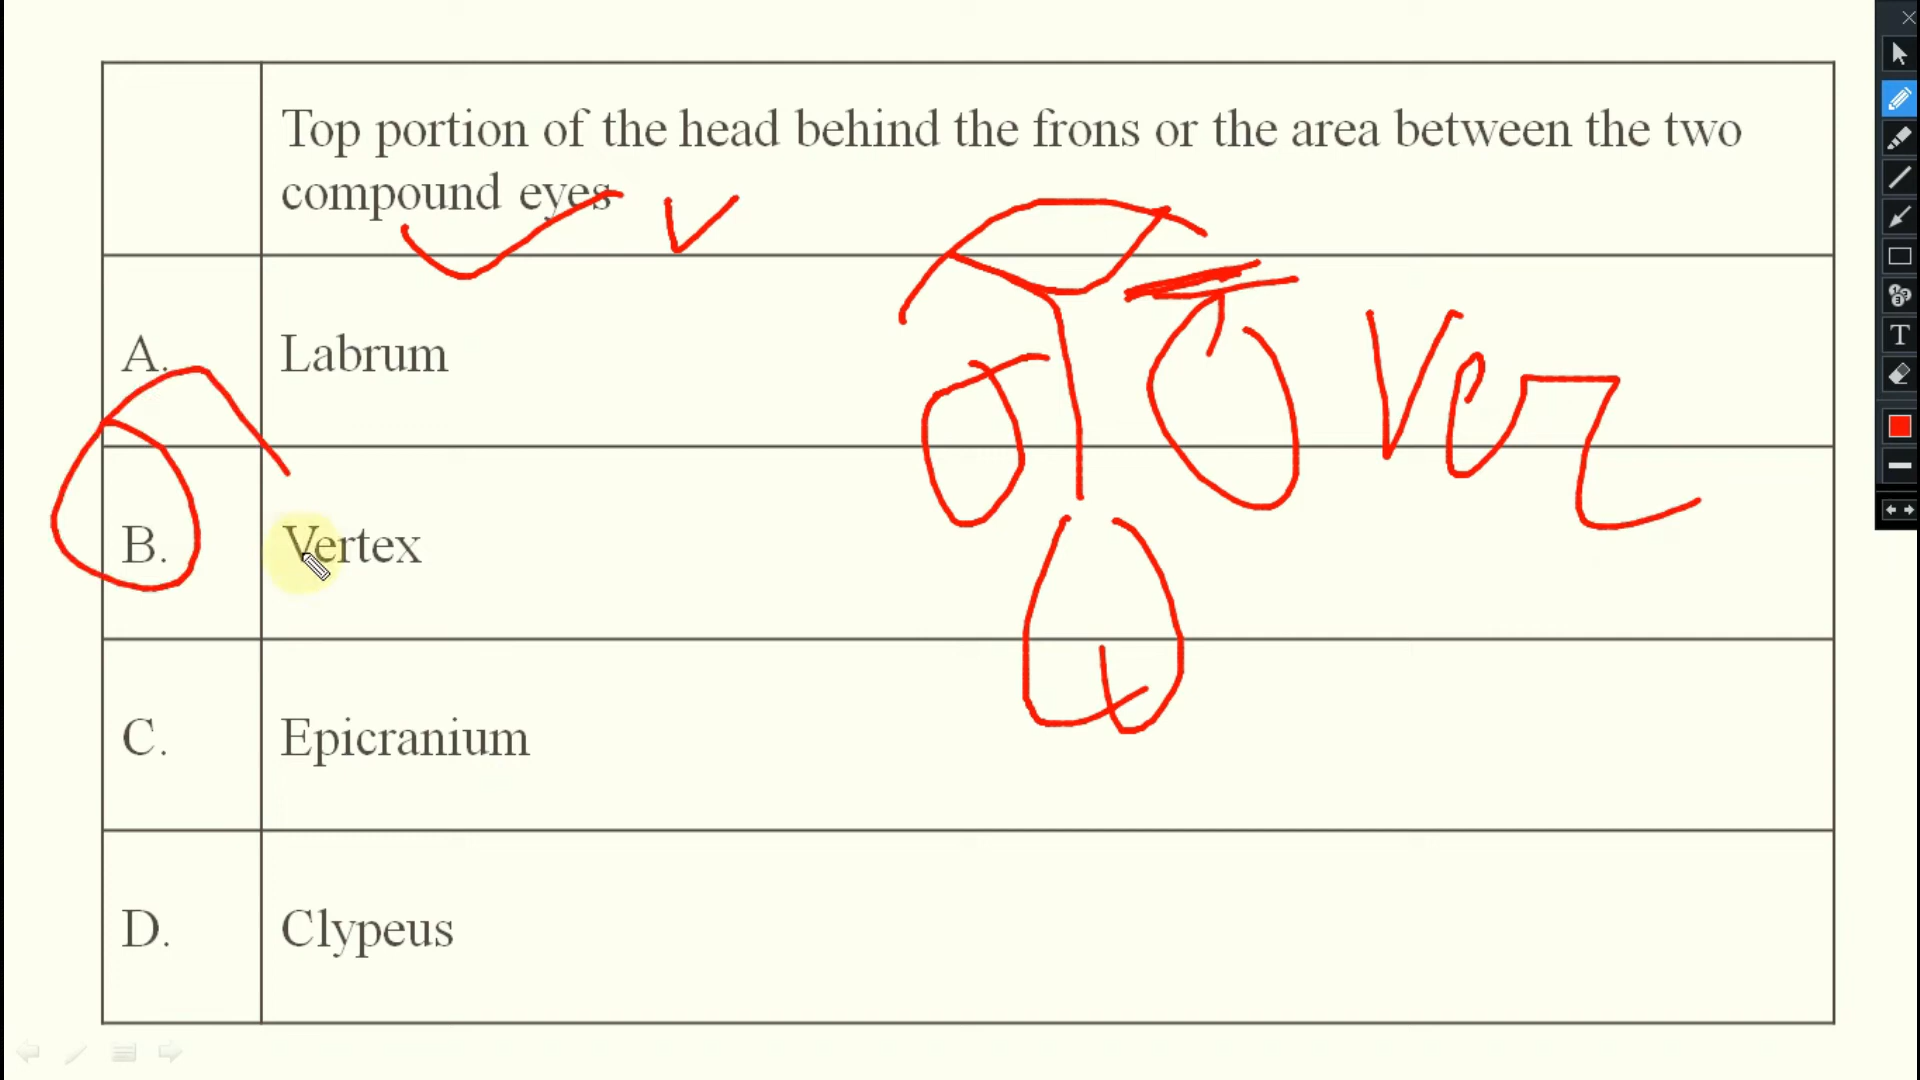 Top portion of the head behind the frons or the area between the two
compound eyes
A. Labrum
Ver
B. Vertex
C. Epicranium
D. Clypeus
T